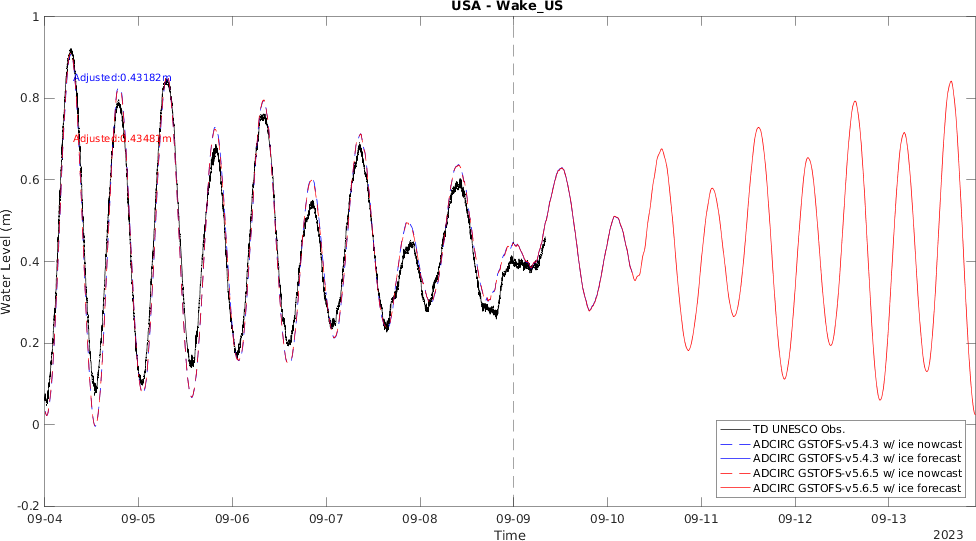 USA - Wake_US
1
0.8
0.6
0.4
0.2
0
-0.2
Water Level (m)
Adjusted:0.43182m
Adjusted:0.43487m
TD UNESCO Obs.
ADCIRC GSTOFS-v5.4.3 w/ ice nowcast
ADCIRC GSTOFS-v5.4.3 w/ ice forecast
ADCIRC GSTOFS-v5.6.5 w/ ice nowcast
ADCIRC GSTOFS-v5.6.5 w/ ice forecast
09-04 09-05 09-06 09-07 09-08 09-09 09-10 09-11 09-12 09-13
Time
2023